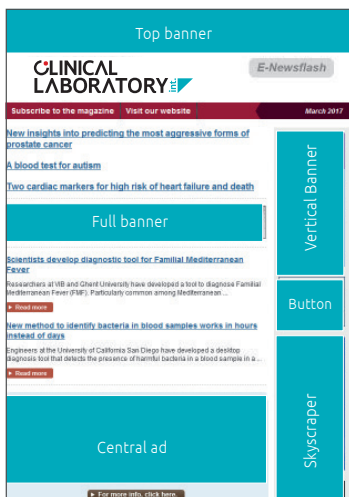 Top banner
CLINICAL
LABORATORY int.
E-Newsflash
Subscribe to the magazine Visit our website March 2017
New insights into predicting the most aggressive forms of
prostate cancer
A blood test for autism
Two cardiac markers for high risk of heart failure and death
Full banner
Vertical Banner
Scientists develop diagnostic tool for Familial Mediterranean
Fever
Researchers at VIB and Ghent University have developed a tool to diagnose Familial
Mediterranean Fever (FMF). Particularly common among Mediterranean ...
Read more
Button
New method to identify bacteria in blood samples works in hours
instead of days
Engineers at the University of California San Diego have developed a desktop
diagnosis tool that detects the presence of harmful bacteria in a blood sample in a ...
Read more
Central ad
Skyscraper
For more info, click here.